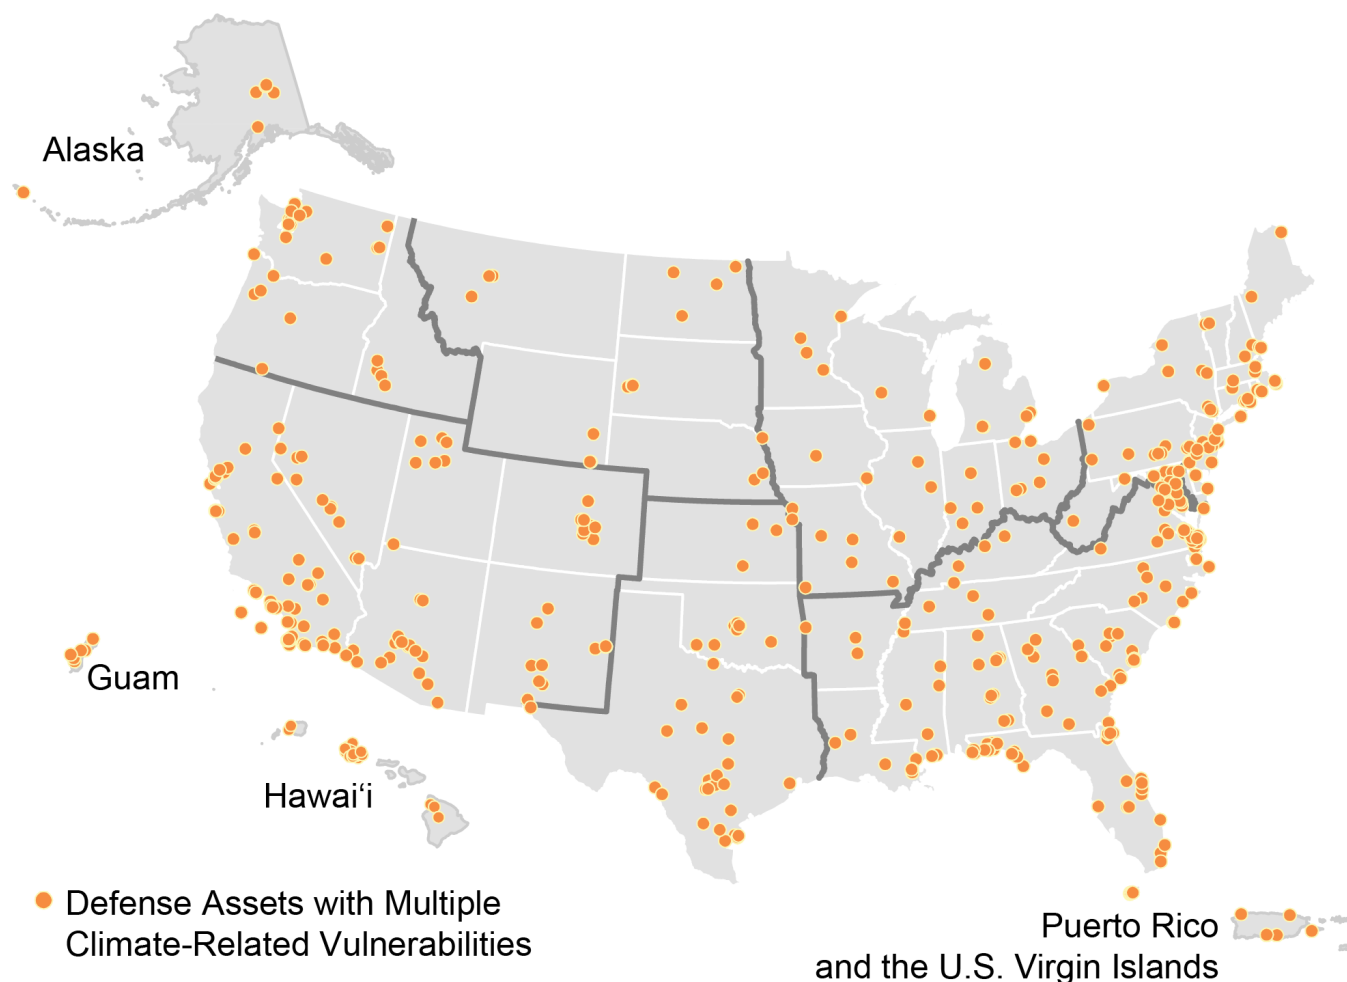 Alaska
Guam
Hawai‘i
Defense Assets with Multiple
Climate-Related Vulnerabilities
Puerto Rico
and the U.S. Virgin Islands